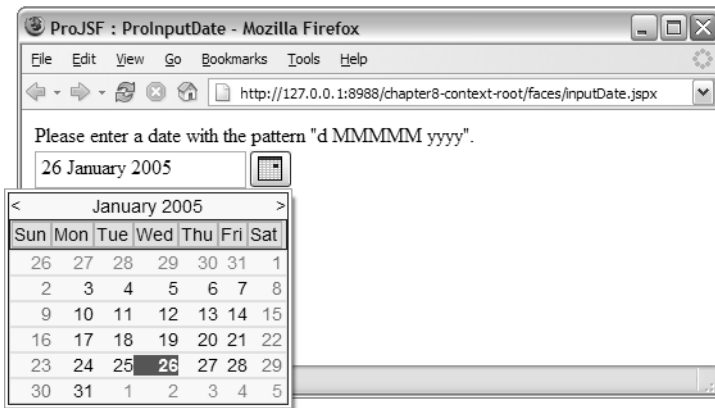 ProJSF : ProInputDate - Mozilla Firefox
File Edit View Go Bookmarks Tools Help
http://127.0.0.1:8988/chapter8-context-root/faces/inputDate.jspx
Please enter a date with the pattern "d MMMMM yyyy".
26 January 2005
< January 2005 >
Sun Mon Tue Wed Thu Fri Sat
26 27 28 29 30 31 1
2 3 4 5 6 7 8
9 10 11 12 13 14 15
16 17 18 19 20 21 22
23 24 25 26 27 28 29
30 31 1 2 3 4 5